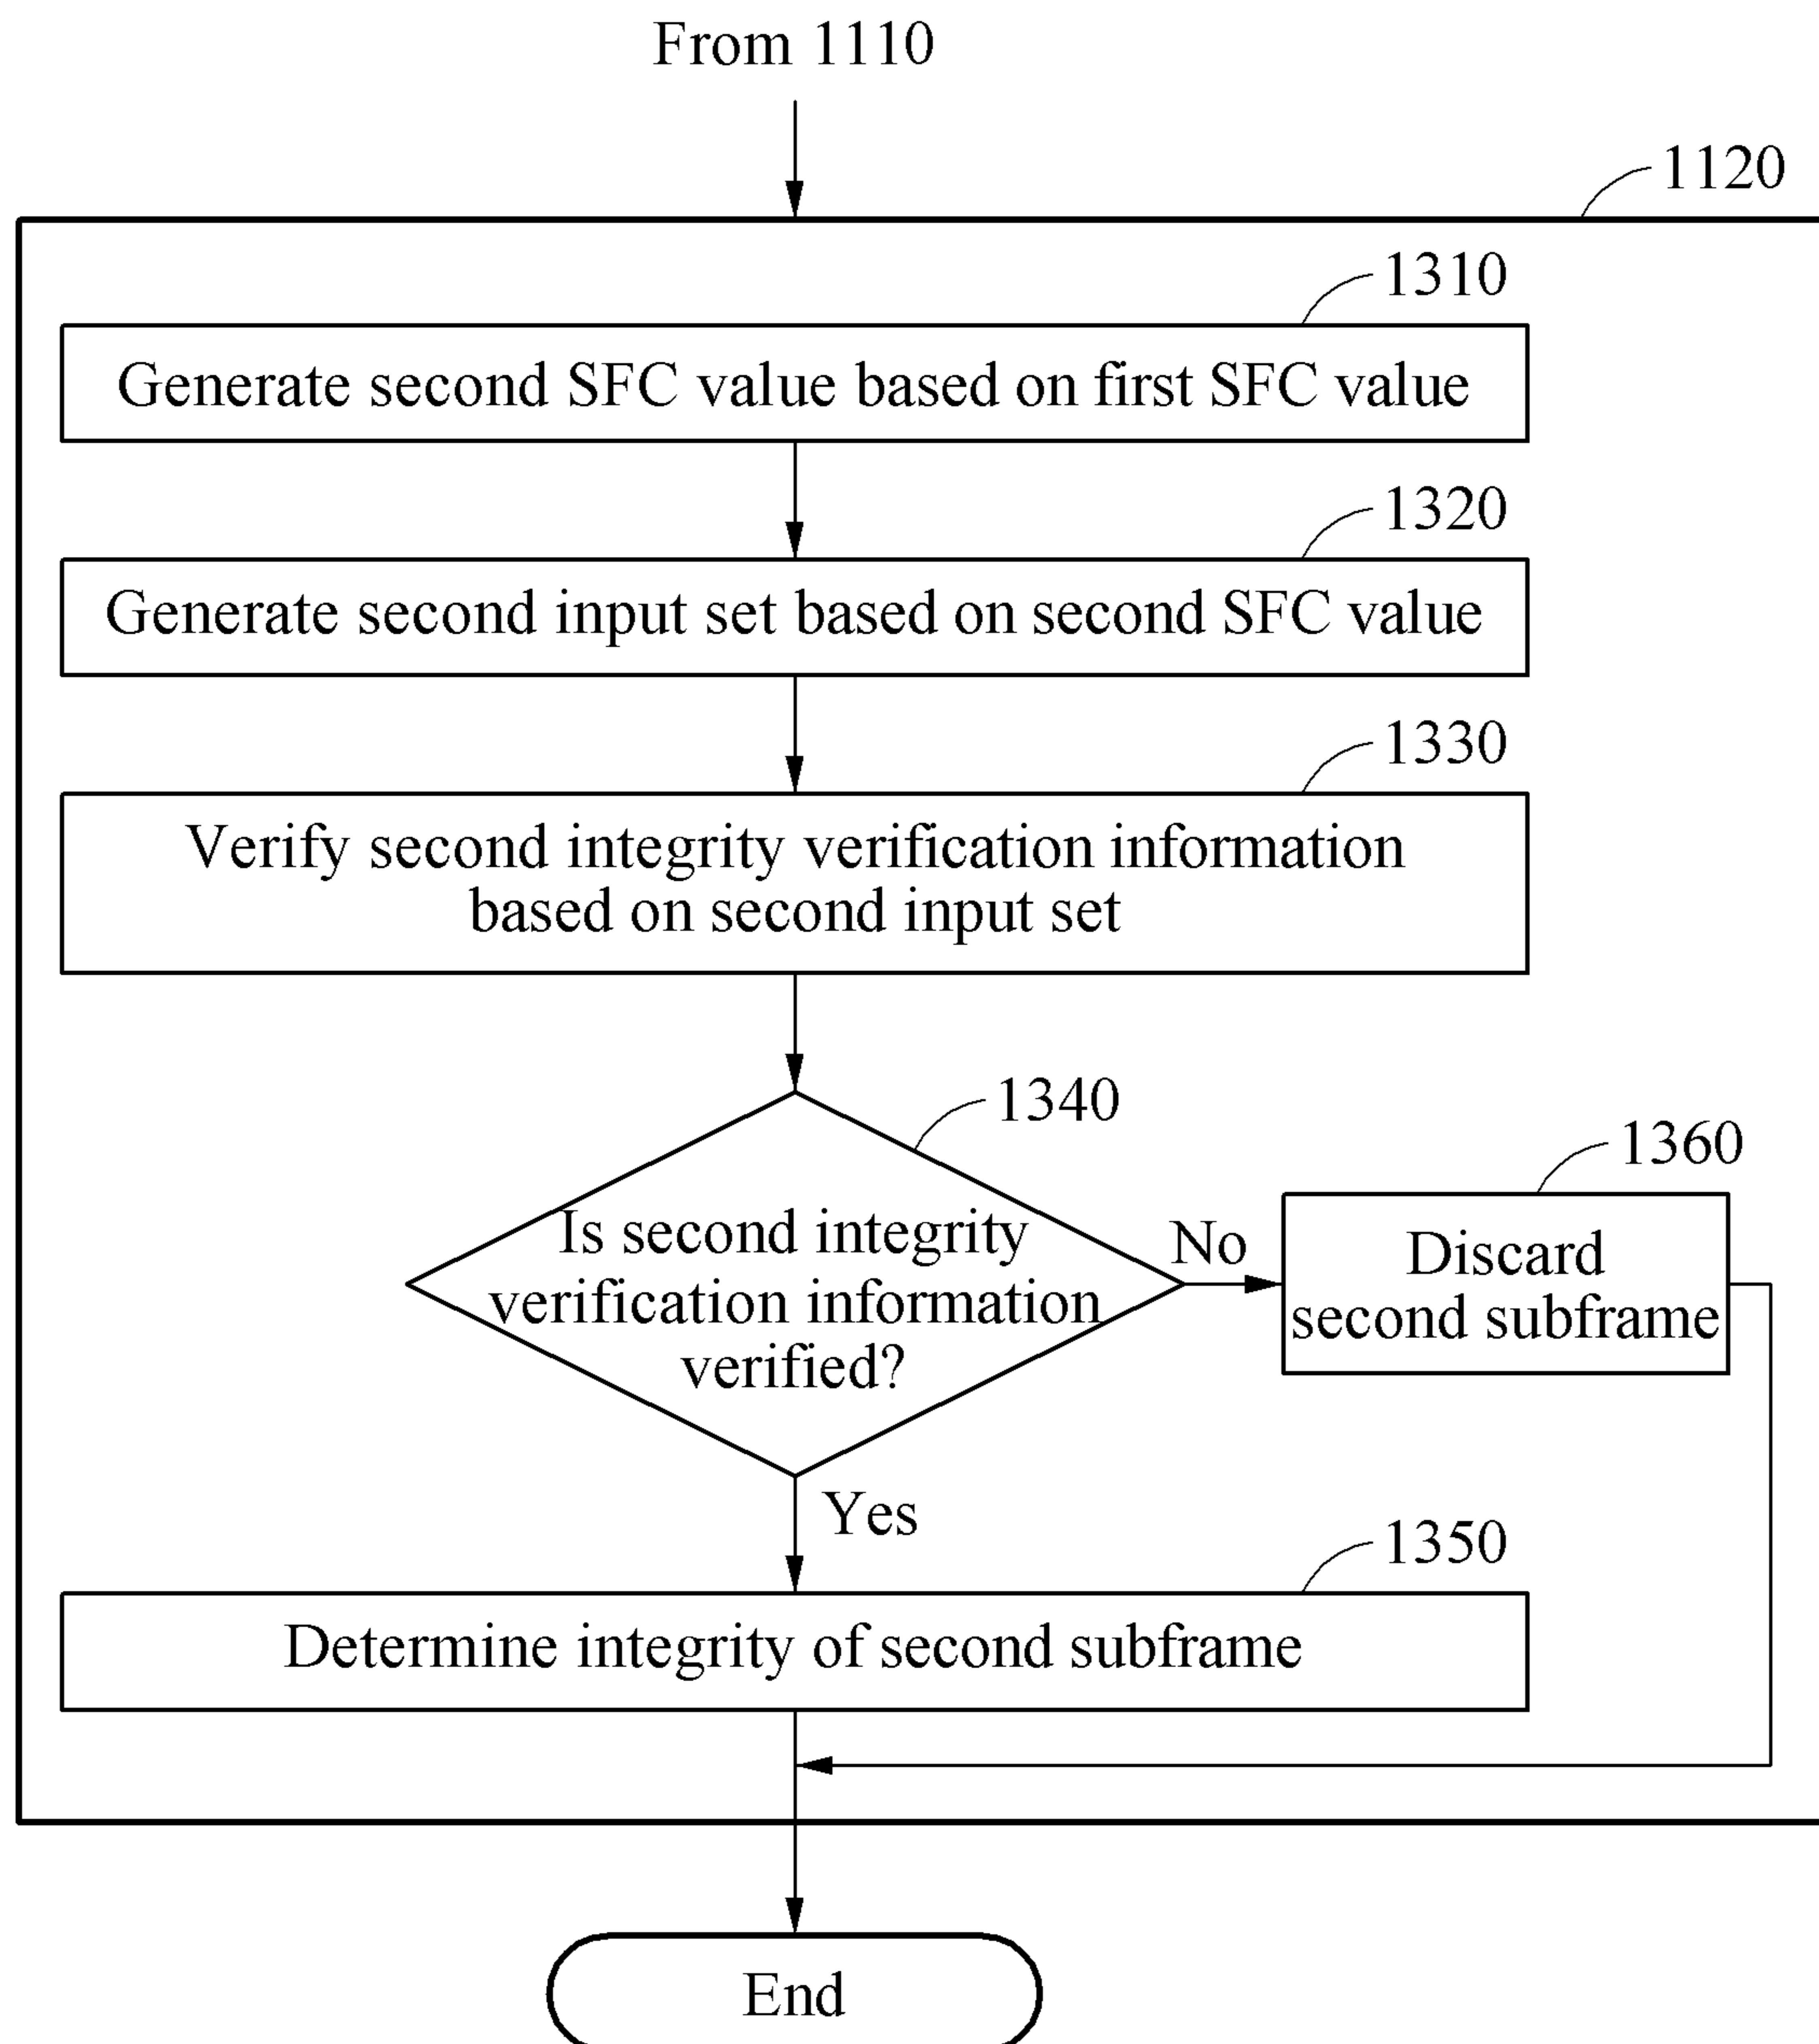 From 1110
1120
1310
Generate second SFC value based on first SFC value
1320
Generate second input set based on second SFC value
1330
Verify second integrity verification information
based on second input set
1340
1360
Is second integrity
verification information
verified?
No
Discard
second subframe
Yes
1350
Determine integrity of second subframe
End